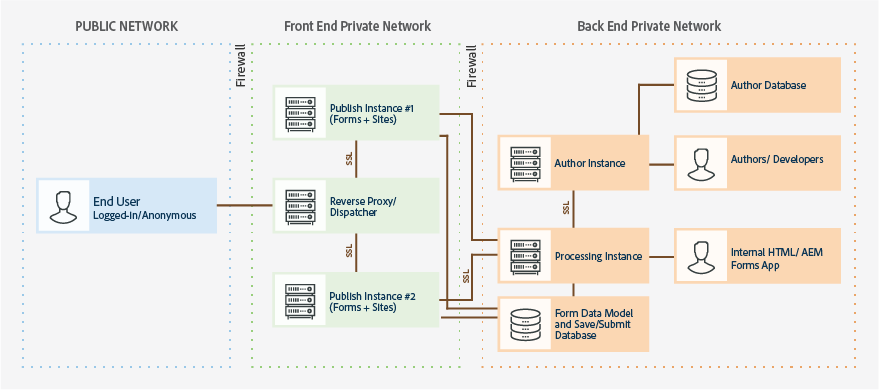 PUBLIC NETWORK
Front End Private Network
Back End Private Network
Firewall
Firewall
Publish Instance #1
(Forms + Sites)
SSL
Reverse Proxy/
Dispatcher
SSL
Publish Instance #2
(Forms + Sites)
End User
Logged-In/Anonymous
SSL
Author Instance
SSL
Processing Instance
Form Data Model
and Save/Submit
Database
Author Database
Authors/ Developers
Internal HTML/ AEM
Forms App